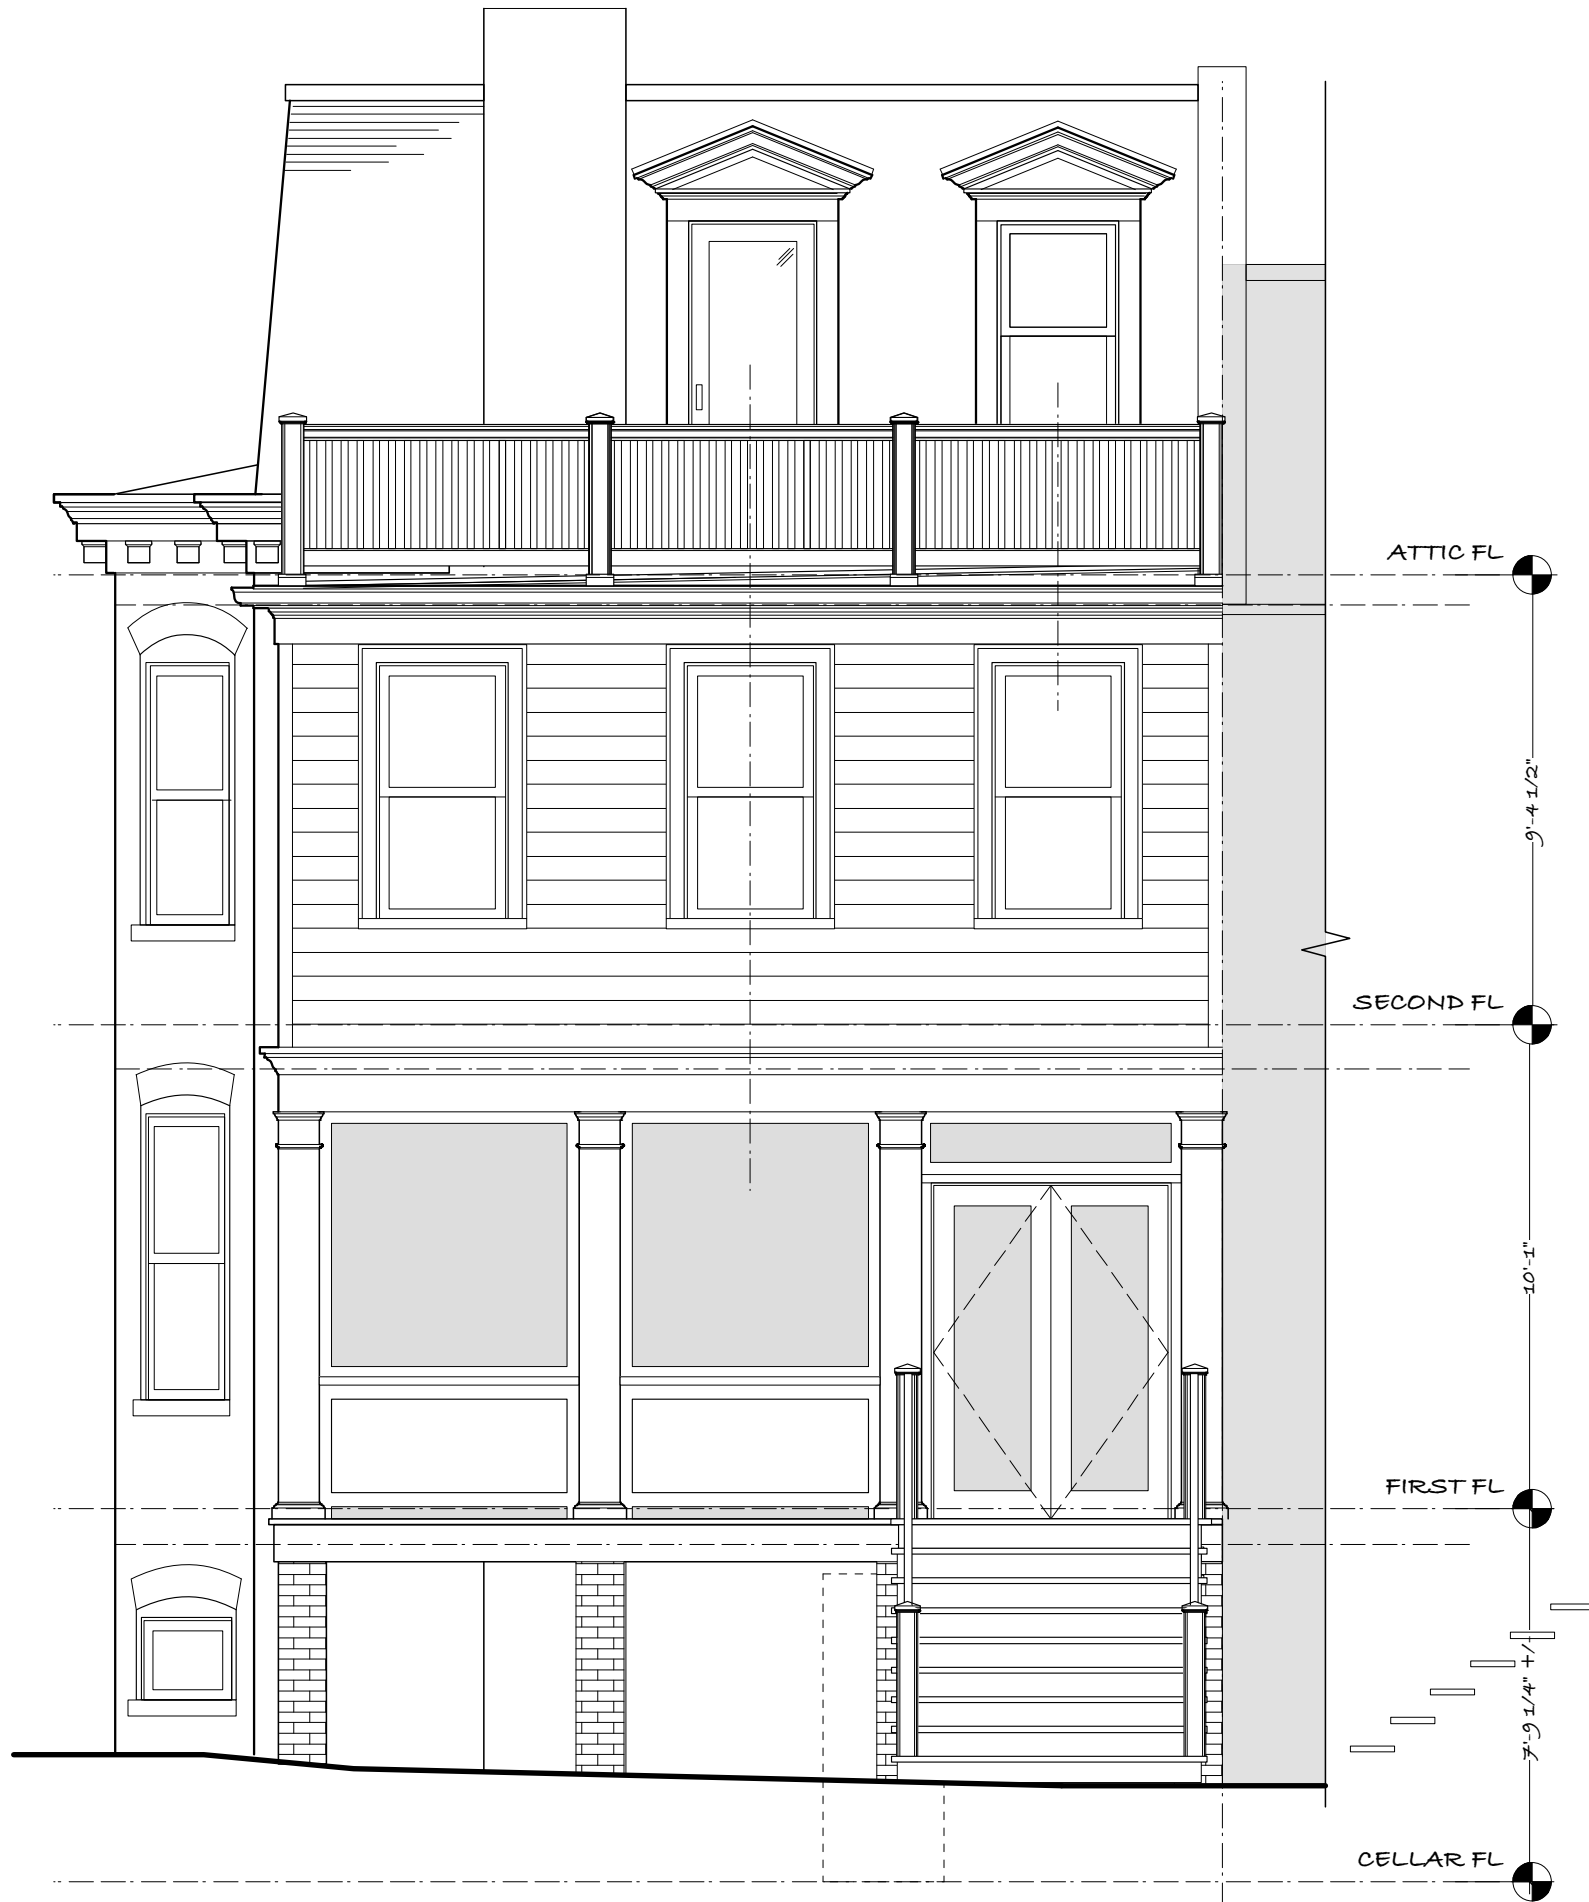 ATTIC FL
9'-4 1/2"
SECOND FL
10'-1"
FIRST FL
7'-9 1/4" +/-
CELLAR FL